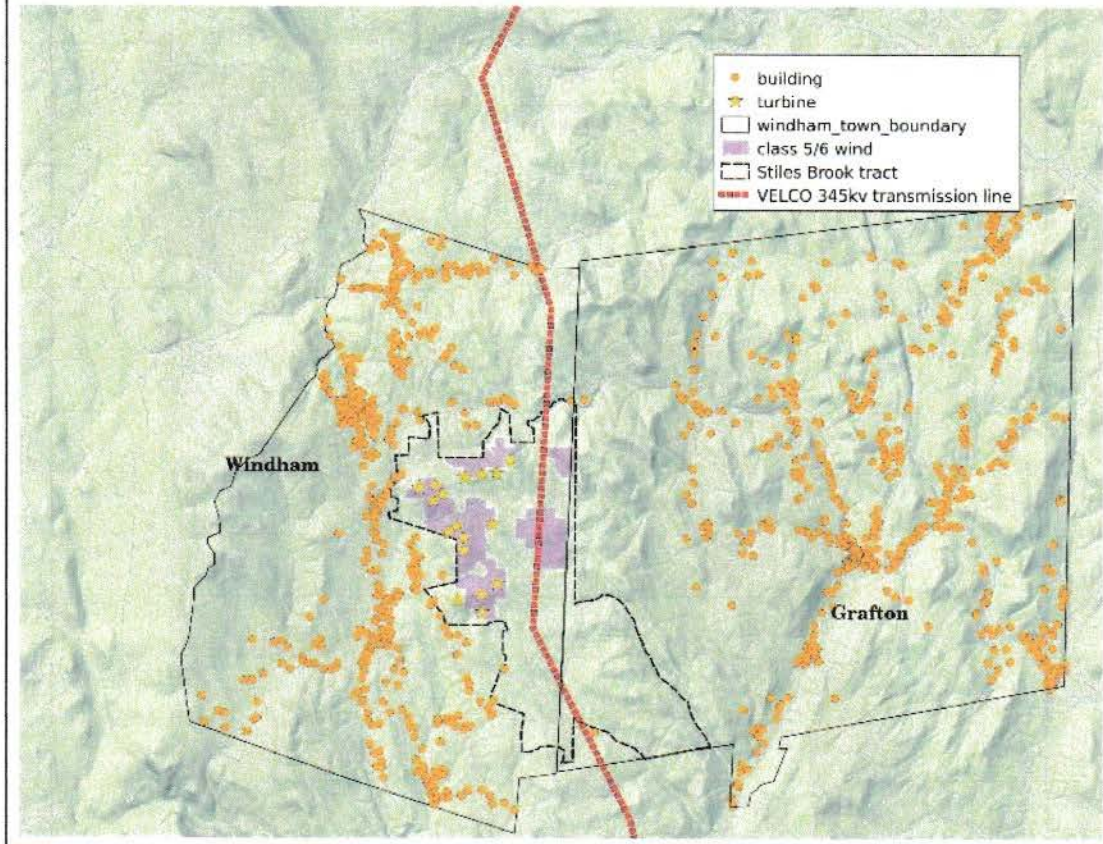 building
turbine
windham_town_boundary
class 5/6 wind
Stiles Brook tract
VELCO 345kv transmission line
Windham
Grafton